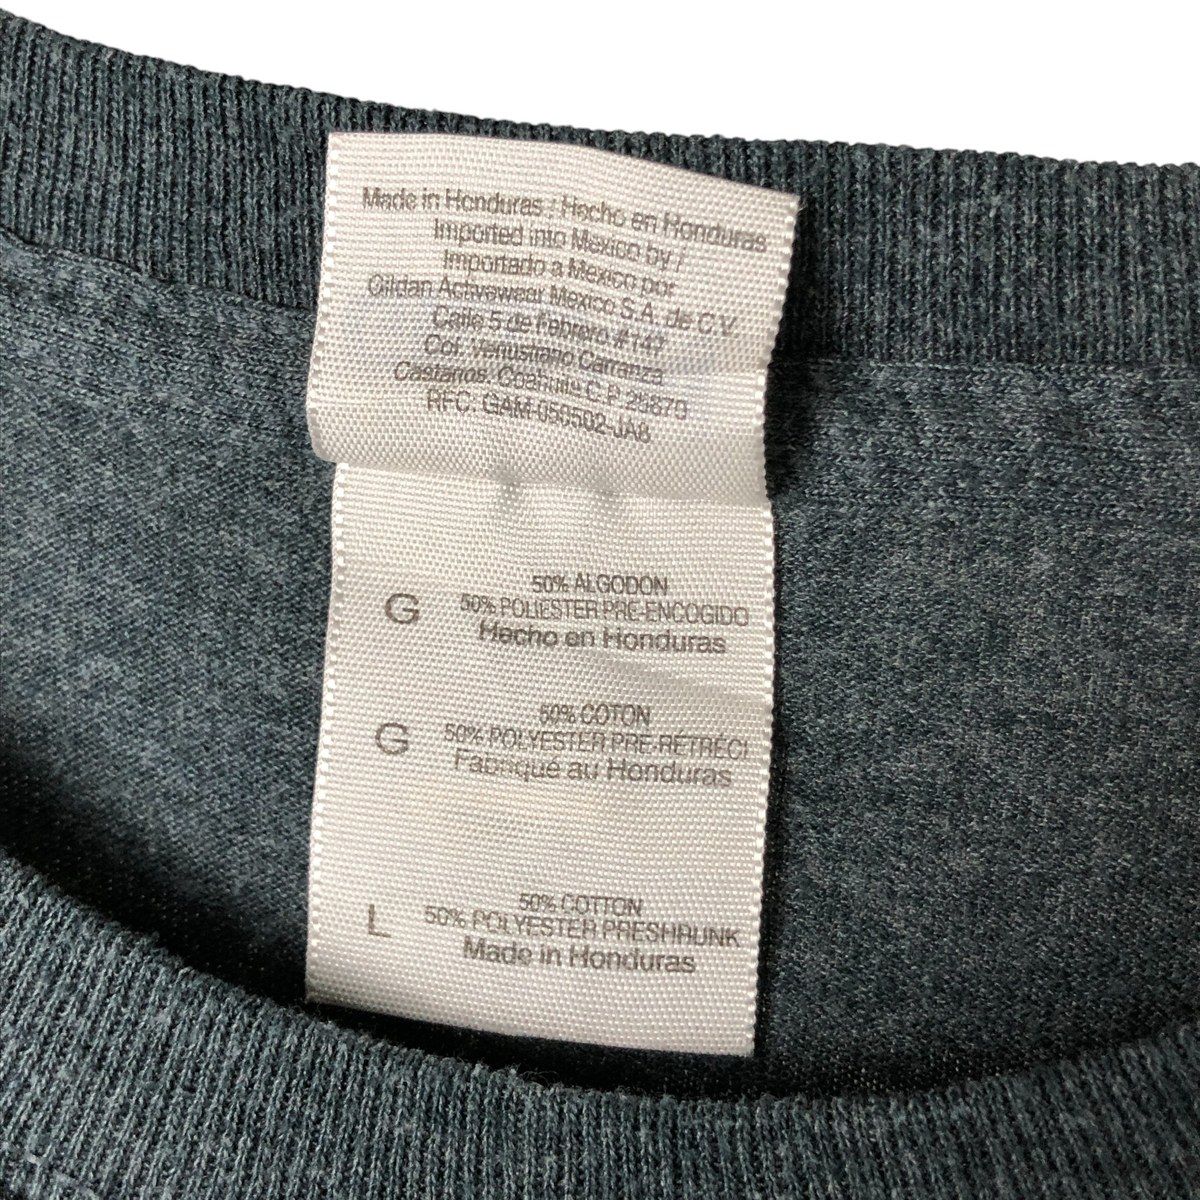 Made in Honduras / Hecho en Honduras
Imported into Mexico by /
Importado a Mexico por
Gildan Activewear Mexico S.A. de C.V.
Calle 5 de Febrero #147
Col. Venustiano Carranza
Castaños, Coahuila C.P. 25870
RFC: GAM-050502-JA8
50% ALGODON
G 50% POLIESTER PRE-ENCOGIDO
Hecho en Honduras
50% COTON
G 50% POLYESTER PRÉ-RÉTRÉCI
Fabriqué au Honduras
50% COTTON
L 50% POLYESTER PRESHRUNK
Made in Honduras